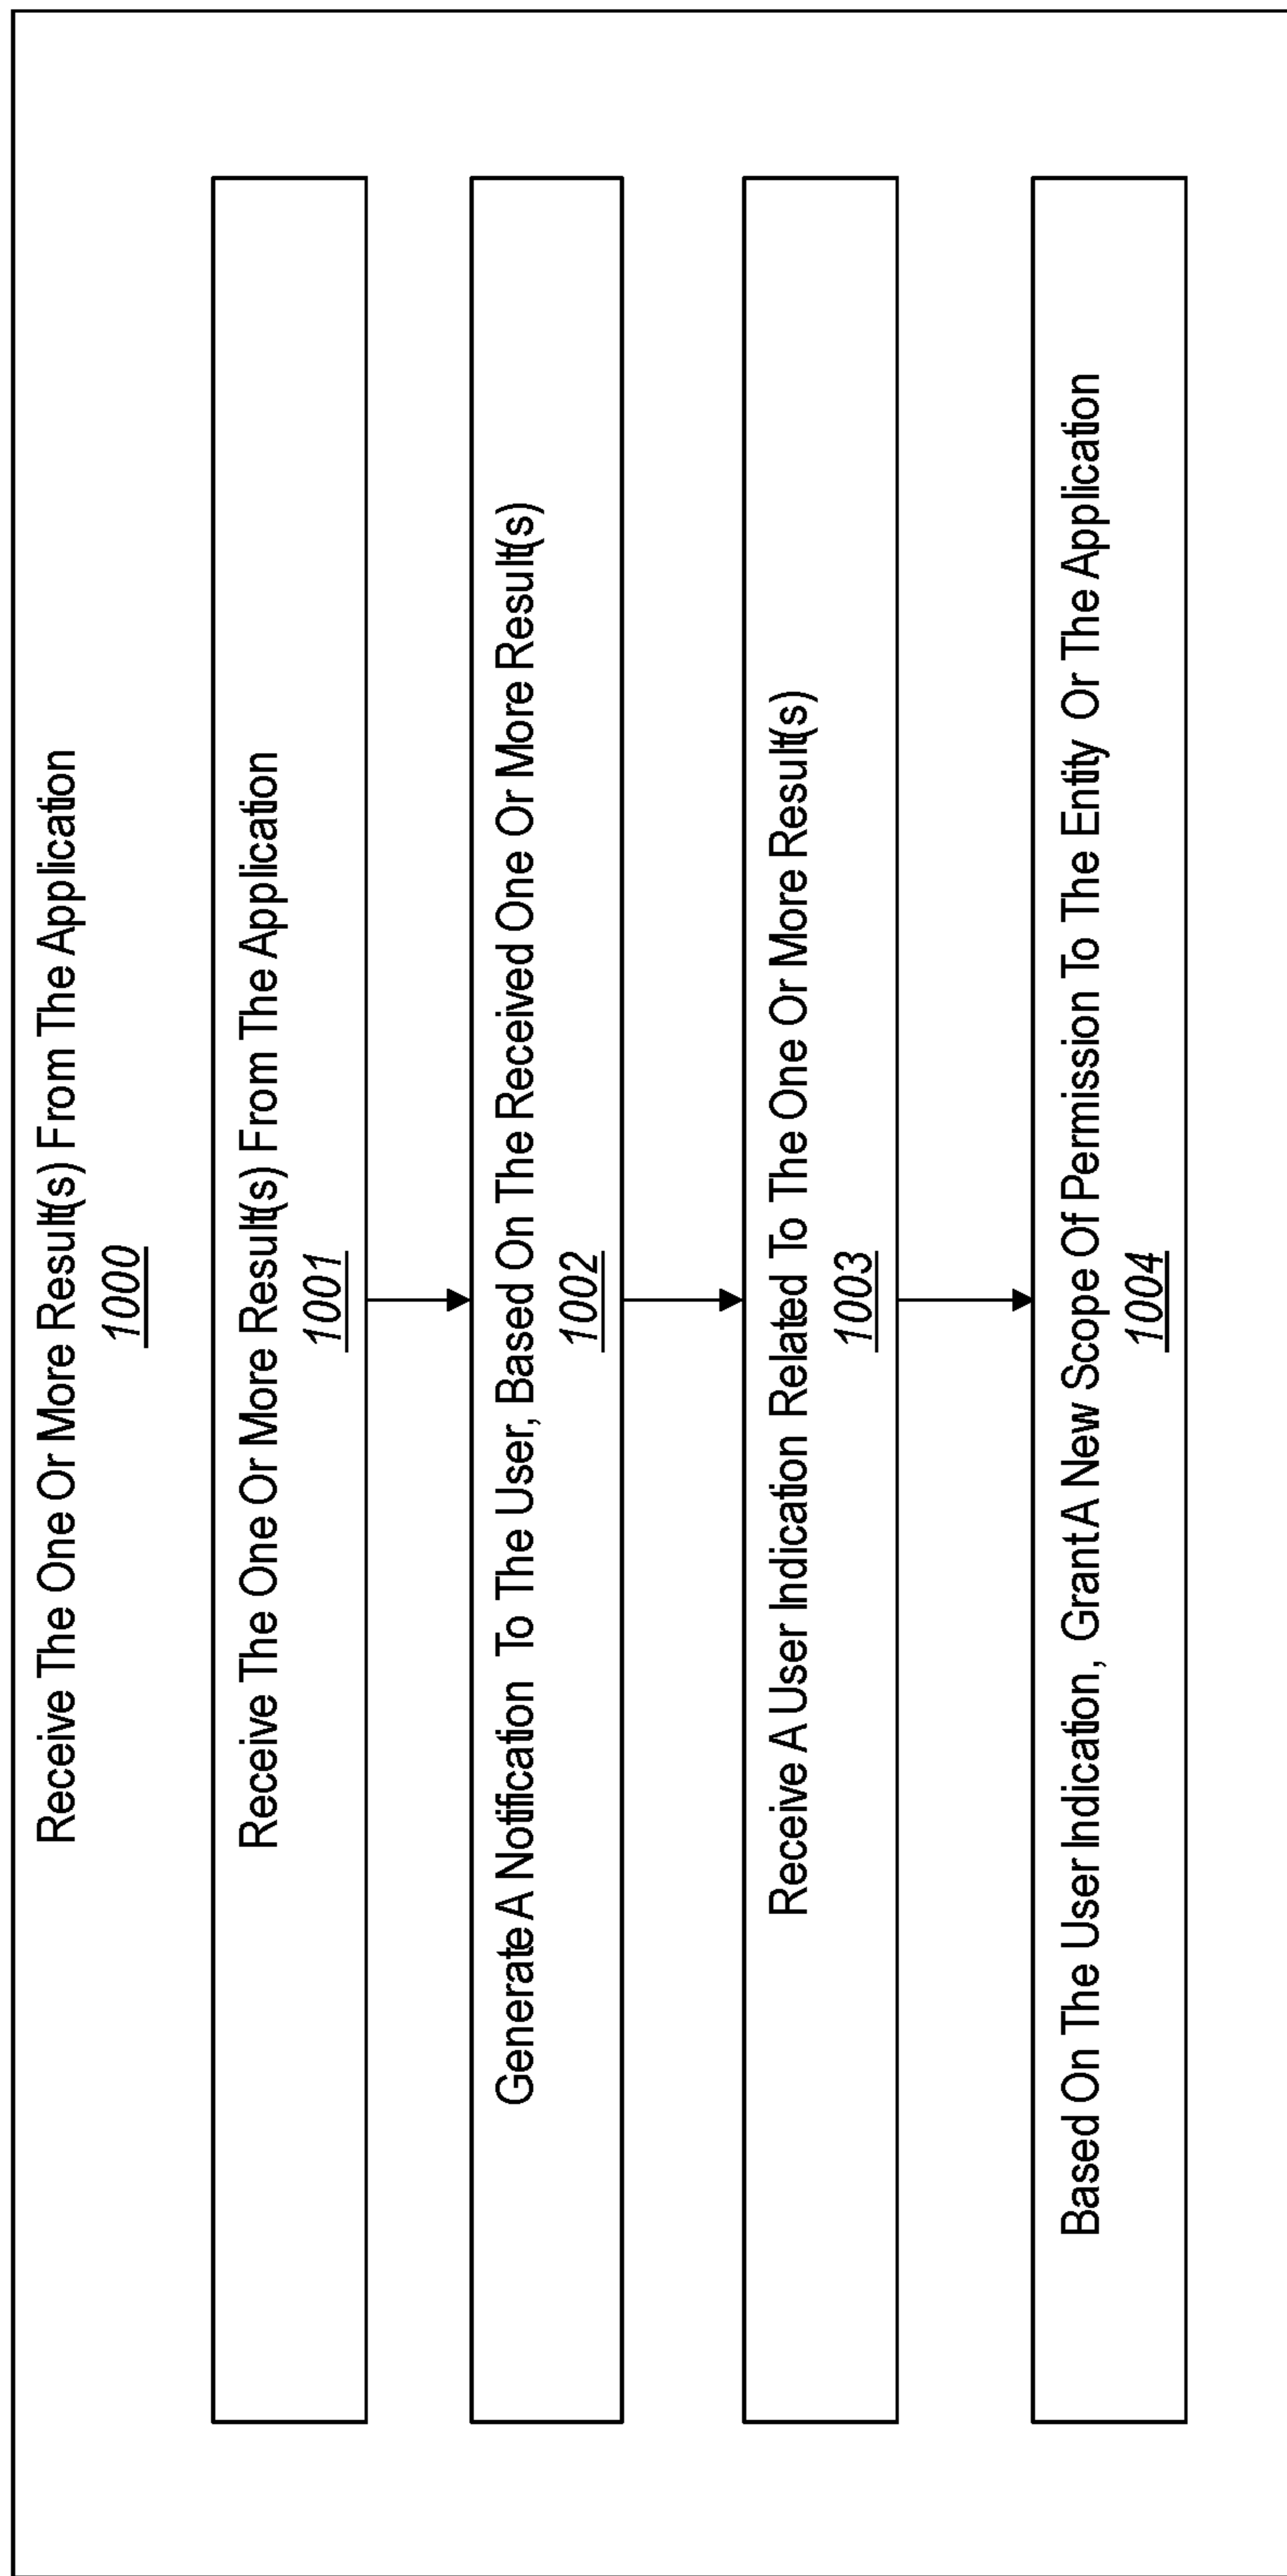 Receive The One Or More Result(s) From The Application
1000
Receive The One Or More Result(s) From The Application
1001
Generate A Notification To The User, Based On The Received One Or More Result(s)
1002
Receive A User Indication Related To The One Or More Result(s)
1003
Based On The User Indication, Grant A New Scope Of Permission To The Entity Or The Application
1004